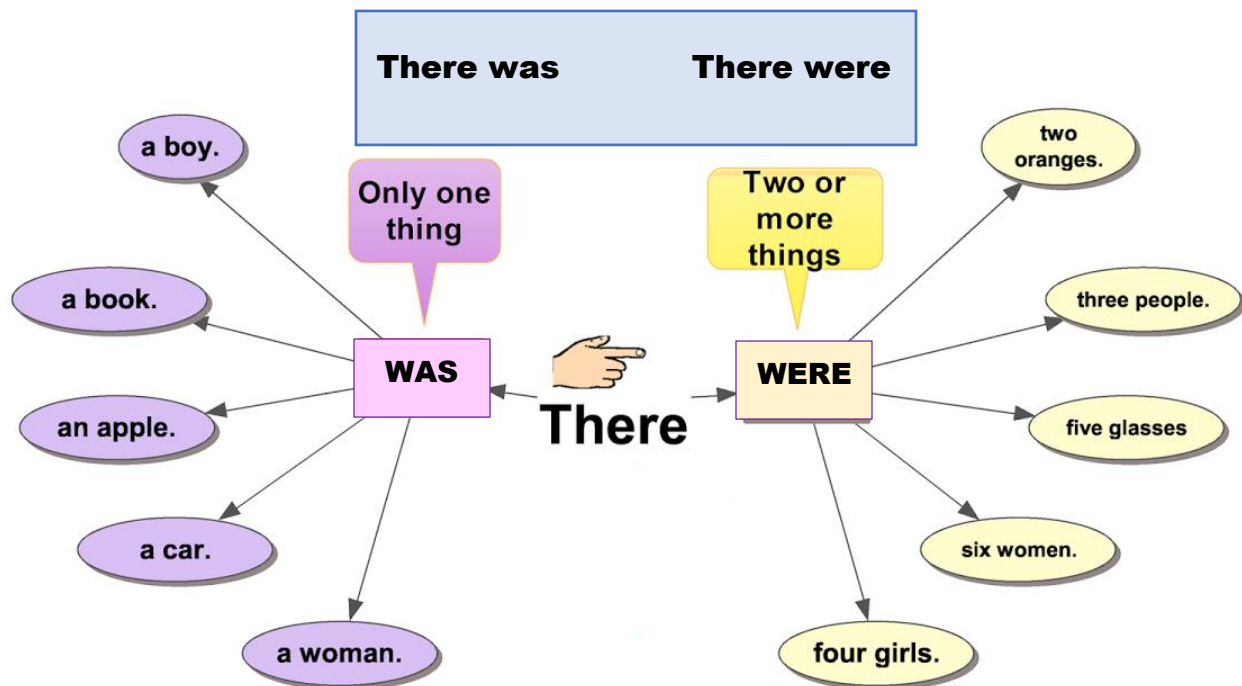 There was There were
a boy.
Only one
thing
Two or
more
things
two
oranges.
a book.
three people.
WAS
There
WERE
an apple.
five glasses
a car.
six women.
a woman.
four girls.